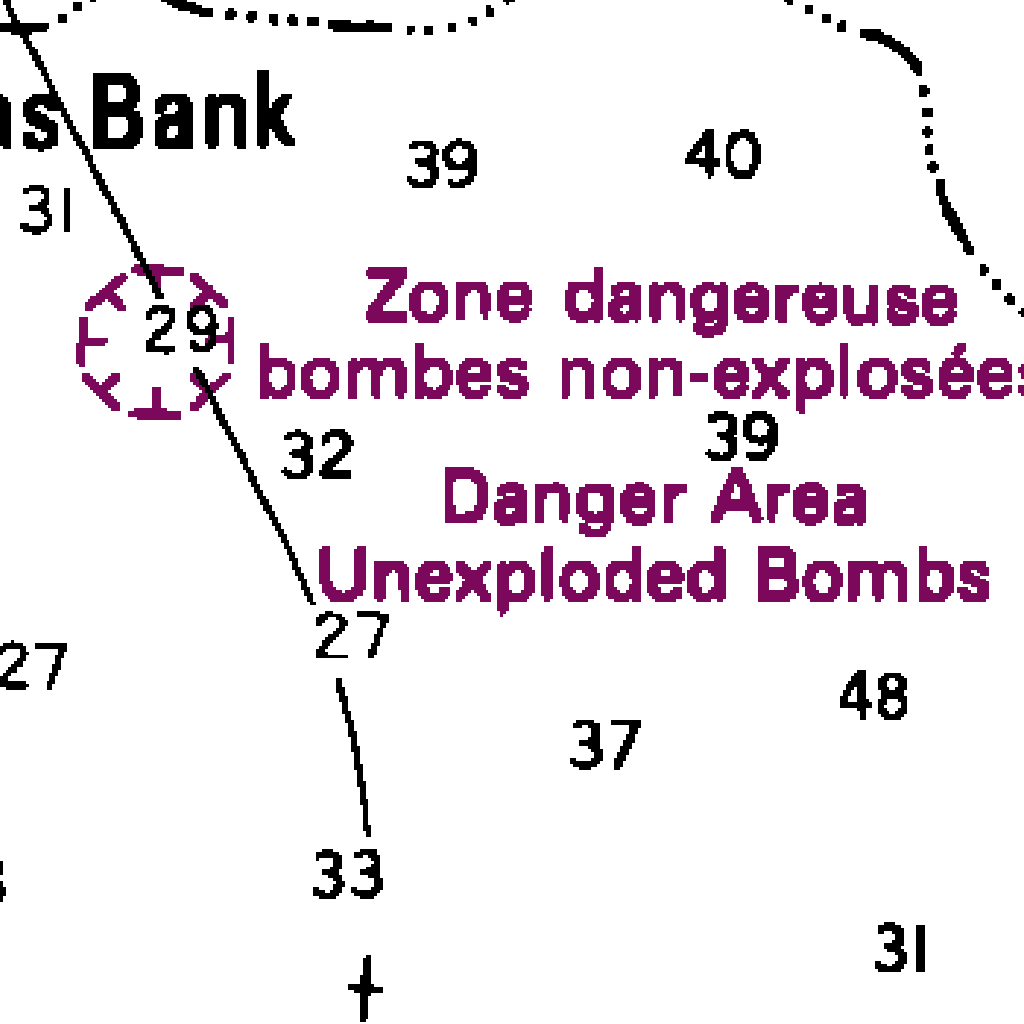 Bank
39 40
31
Zone dangereuse
29
bombes non-explosées
39
32
Danger Area
Unexploded Bombs
27
27
48
37
33
31